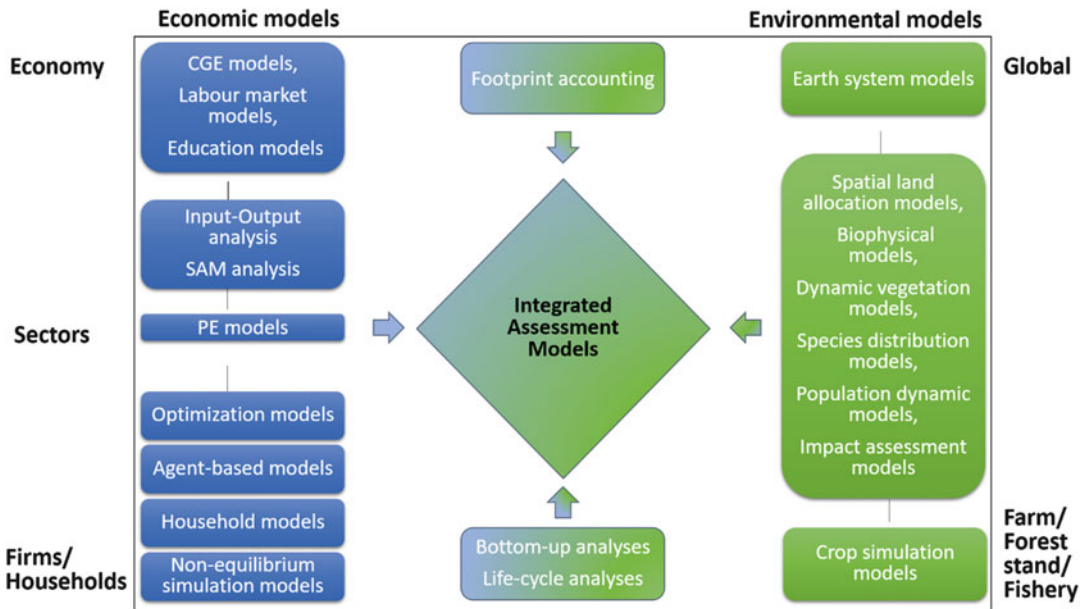 Economic models
Environmental models
Economy
CGE models,
Labour market
models,
Education models
Input-Output
analysis
SAM analysis
Sectors
PE models
Optimization models
Agent-based models
Household models
Firms/
Households
Non-equilibrium
simulation models
Footprint accounting
Integrated
Assessment
Models
Bottom-up analyses
Life-cycle analyses
Earth system models
Global
Spatial land
allocation models,
Biophysical
models,
Dynamic vegetation
models,
Species distribution
models,
Population dynamic
models,
Impact assessment
models
Crop simulation
models
Farm/
Forest
stand/
Fishery